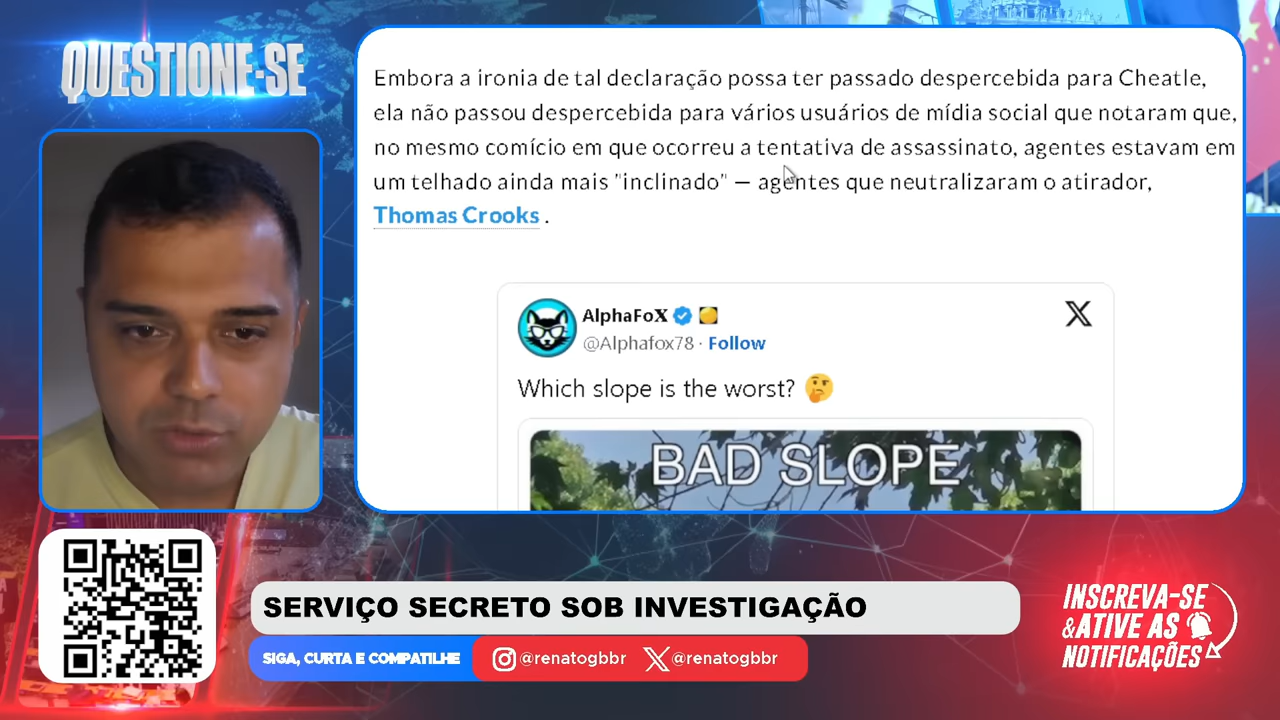 QUESTIONE-SE
Embora a ironia de tal declaração possa ter passado despercebida para Cheatle,
ela não passou despercebida para vários usuários de mídia social que notaram que,
no mesmo comício em que ocorreu a tentativa de assassinato, agentes estavam em
um telhado ainda mais "inclinado" — agentes que neutralizaram o atirador,
Thomas Crooks .
AlphaFoX
@Alphafox78 · Follow
X
Which slope is the worst? 🤔
BAD SLOPE
SERVIÇO SECRETO SOB INVESTIGAÇÃO
SIGA, CURTA E COMPATILHE
@renatogbbr
X @renatogbbr
INSCREVA-SE
&ATIVE AS
NOTIFICAÇÕES